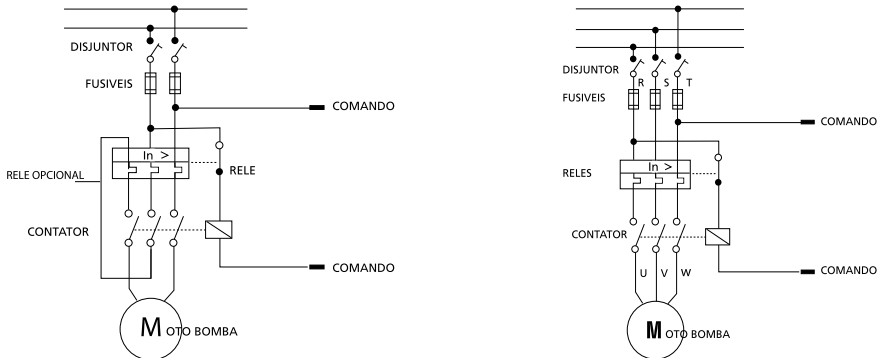 DISJUNTOR
FUSIVEIS
COMANDO
In >
RELE OPCIONAL
RELE
CONTATOR
COMANDO
M OTO BOMBA
DISJUNTOR
R S T
FUSIVEIS
COMANDO
In >
RELES
CONTATOR
U V W
COMANDO
M OTO BOMBA